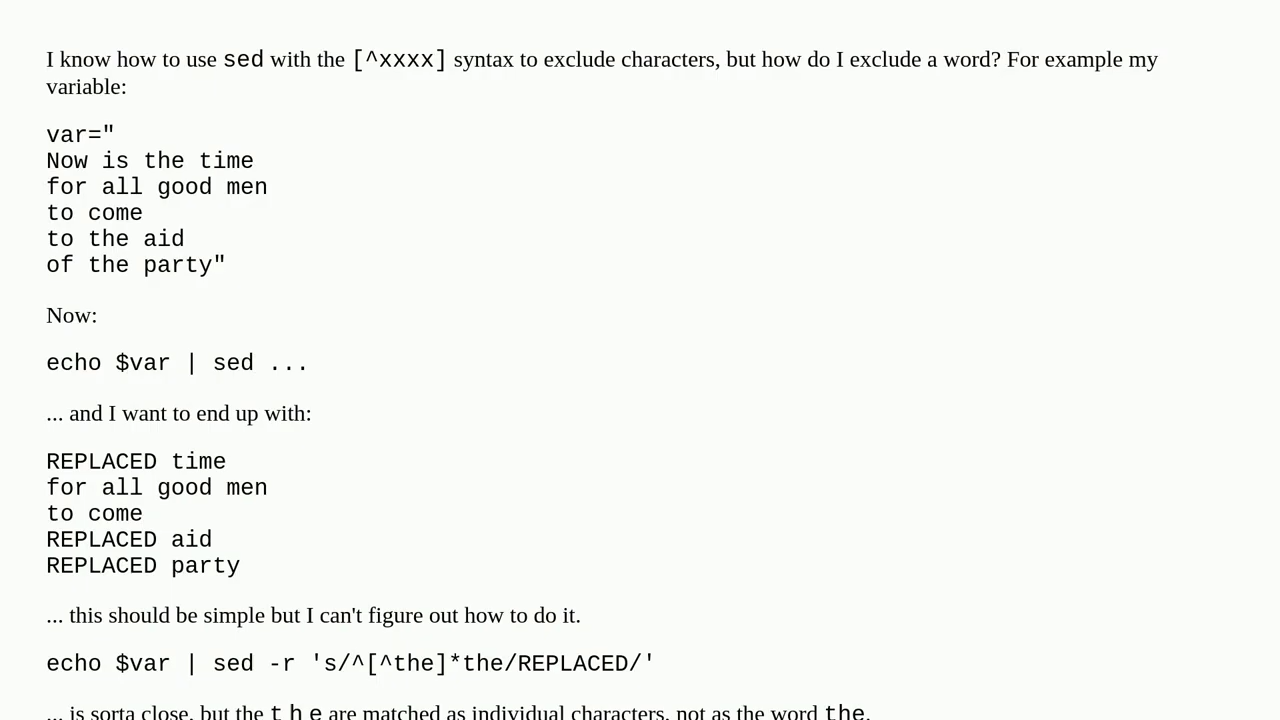 I know how to use sed with the [^xxxx] syntax to exclude characters, but how do I exclude a word? For example my
variable:
var="
Now is the time
for all good men
to come
to the aid
of the party"
Now:
echo $var | sed ...
... and I want to end up with:
REPLACED time
for all good men
to come
REPLACED aid
REPLACED party
... this should be simple but I can't figure out how to do it.
echo $var | sed -r 's/^[^the]*the/REPLACED/'
... is sorta close, but the t h e are matched as individual characters, not as the word the.